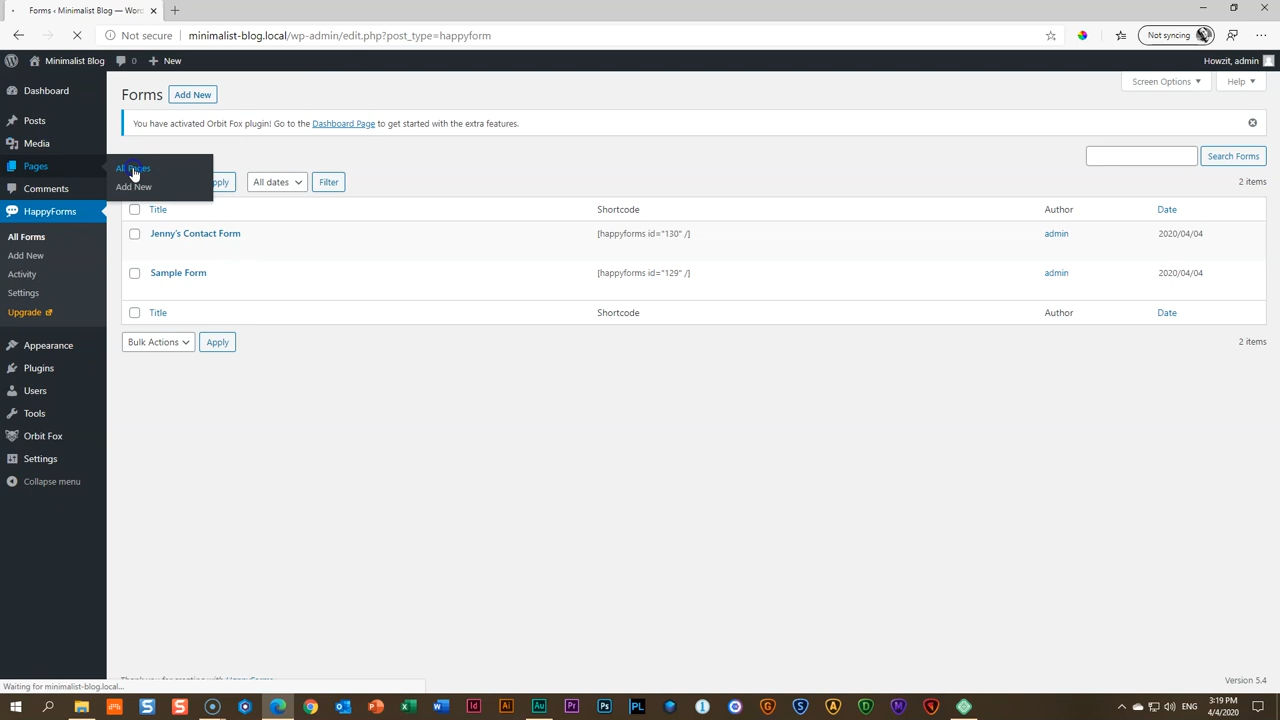 Forms ‹ Minimalist Blog — Word
Not secure
minimalist-blog.local/wp-admin/edit.php?post_type=happyform
Not syncing
Minimalist Blog
0
New
Howzit, admin
Dashboard
Posts
Media
Pages
Comments
HappyForms
All Forms
Add New
Activity
Settings
Upgrade
Appearance
Plugins
Users
Tools
Orbit Fox
Settings
Collapse menu
All Pages
Add New
Forms
Add New
Screen Options
Help
You have activated Orbit Fox plugin! Go to the Dashboard Page to get started with the extra features.
Search Forms
All dates
Filter
2 items
Title
Shortcode
Author
Date
Jenny's Contact Form
[happyforms id="130" /]
admin
2020/04/04
Sample Form
[happyforms id="129" /]
admin
2020/04/04
Title
Shortcode
Author
Date
Bulk Actions
Apply
2 items
Version 5.4
Waiting for minimalist-blog.local...
ENG
3:19 PM
4/4/2020